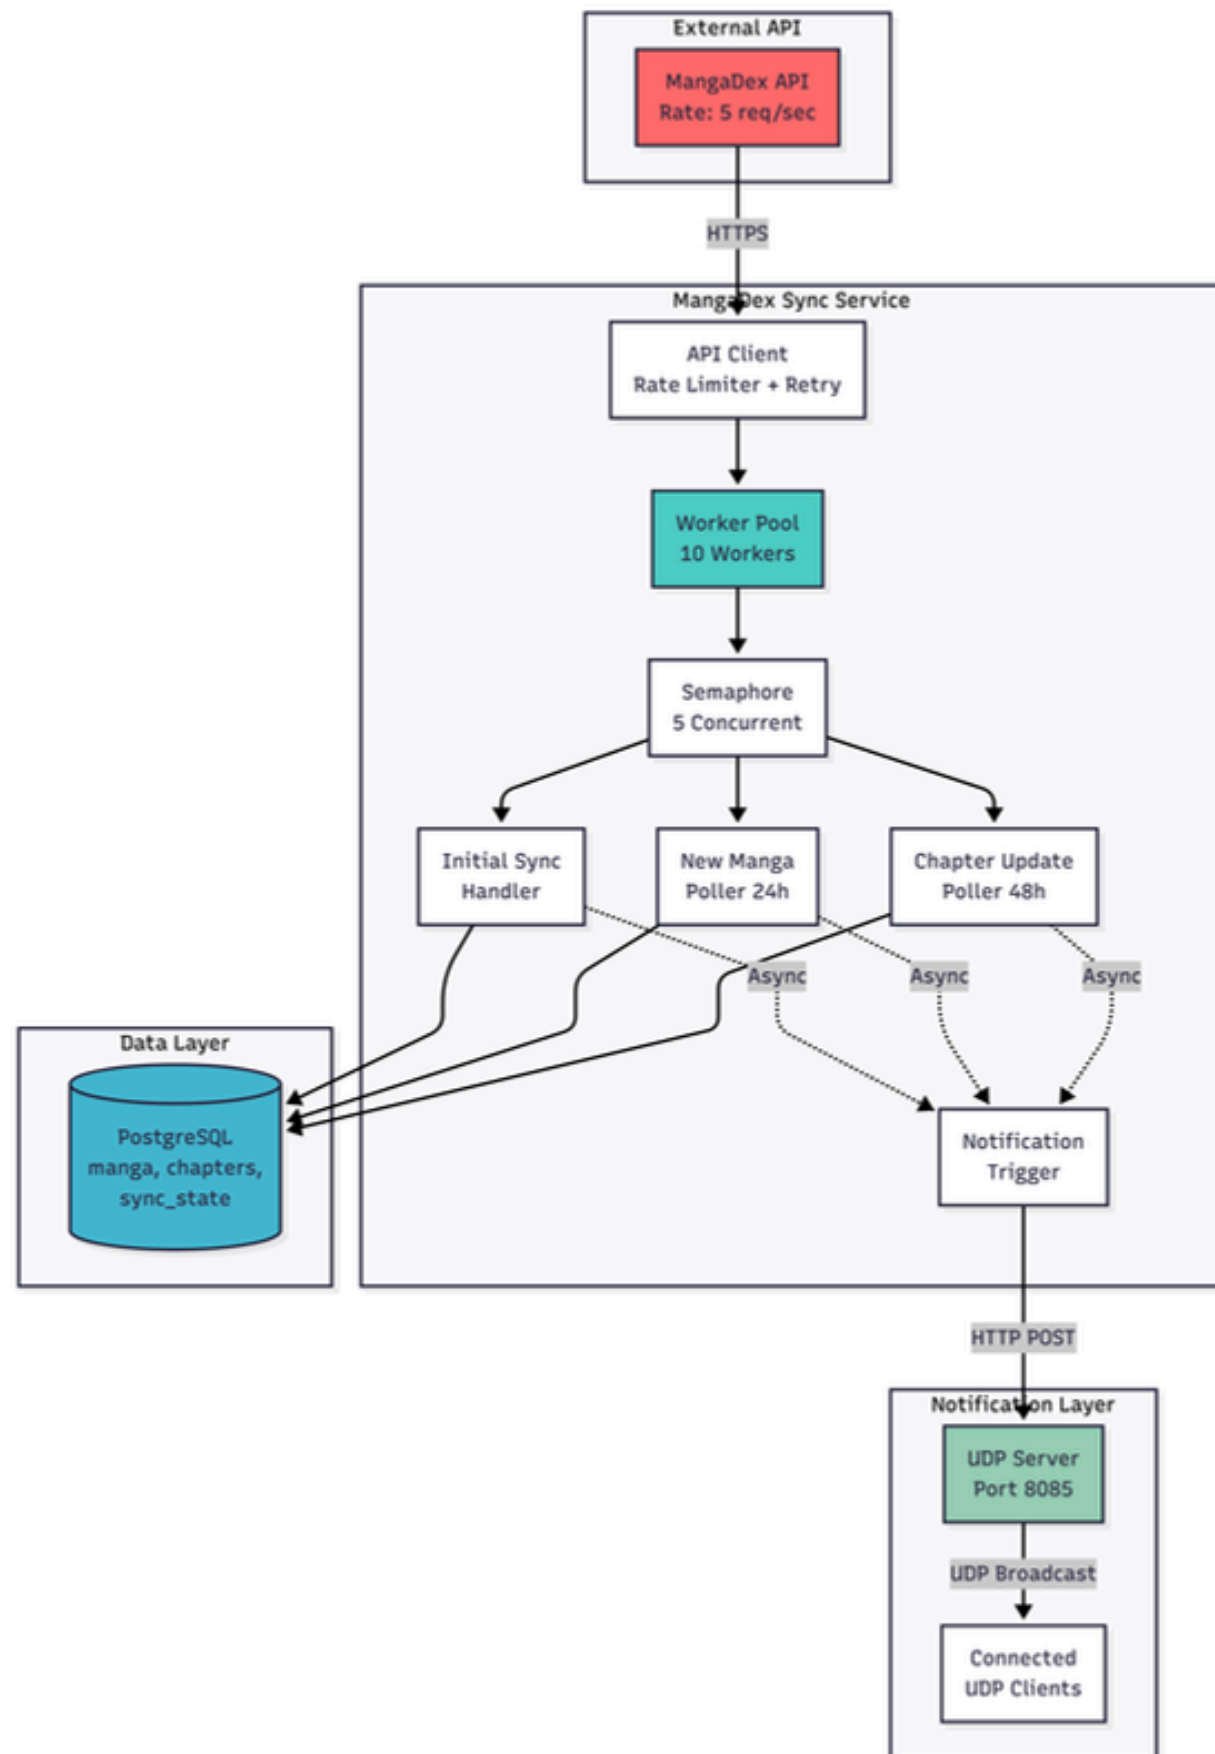 External API
MangaDex API
Rate: 5 req/sec
HTTPS
MangaDex Sync Service
API Client
Rate Limiter + Retry
Worker Pool
10 Workers
Semaphore
5 Concurrent
Initial Sync
Handler
New Manga
Poller 24h
Chapter Update
Poller 48h
Async
Async
Async
Data Layer
PostgreSQL
manga, chapters,
sync_state
Notification
Trigger
HTTP POST
Notification Layer
UDP Server
Port 8085
UDP Broadcast
Connected
UDP Clients